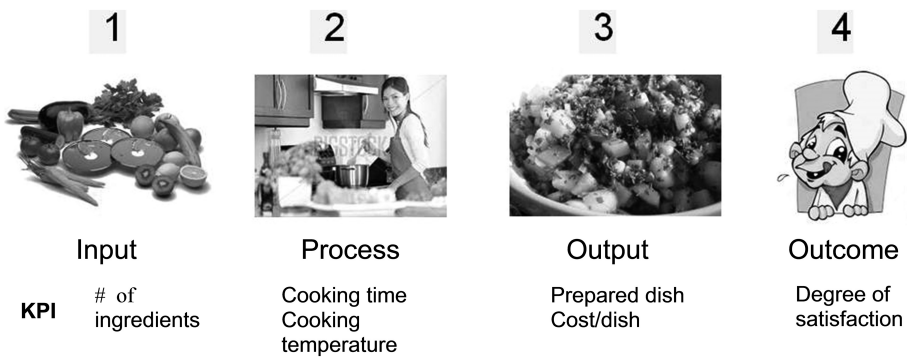 1
2
3
4
BIGSTOCK
Input
Process
Output
Outcome
KPI
# of
ingredients
Cooking time
Cooking
temperature
Prepared dish
Cost/dish
Degree of
satisfaction